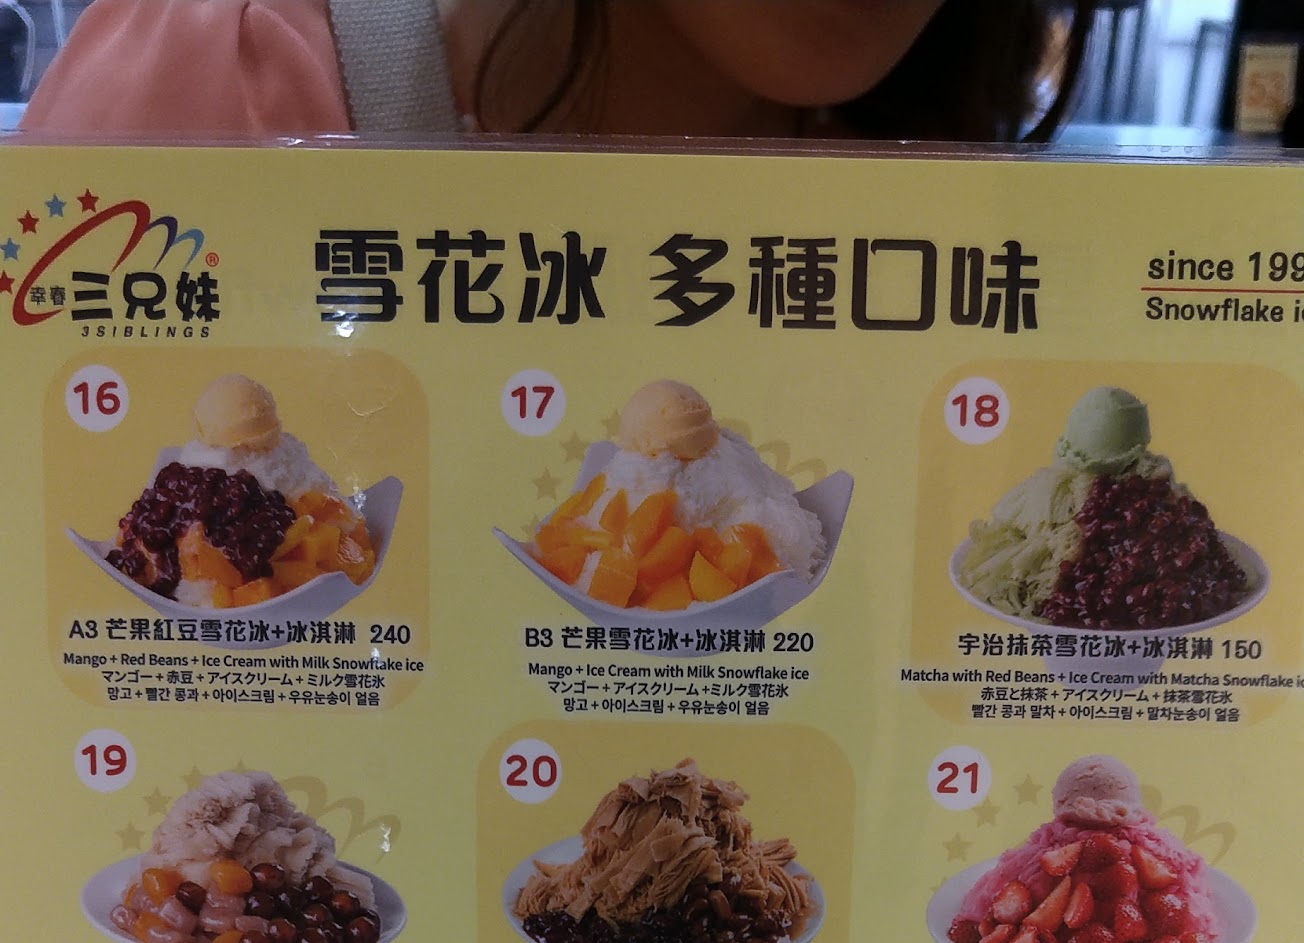 53
幸春 三兄妹 ®
3SIBLINGS
雪花冰 多種口味
since 199
Snowflake
16
17
18
A3 芒果紅豆雪花冰+冰淇淋 240
Mango + Red Beans + Ice Cream with Milk Snowflake ice
マンゴー + 赤豆 + アイスクリーム + ミルク雪花氷
망고 + 빨간 콩과 + 아이스크림 + 우유눈송이 얼음
B3 芒果雪花冰+冰淇淋 220
Mango + Ice Cream with Milk Snowflake ice
マンゴー + アイスクリーム +ミルク雪花氷
망고 + 아이스크림 + 우유눈송이 얼음
宇治抹茶雪花冰+冰淇淋 150
Matcha with Red Beans + Ice Cream with Matcha Snowflake
赤豆と抹茶 + アイスクリーム + 抹茶雪花氷
빨간 콩과 말차 + 아이스크림 + 말차눈송이 얼음
19
20
21